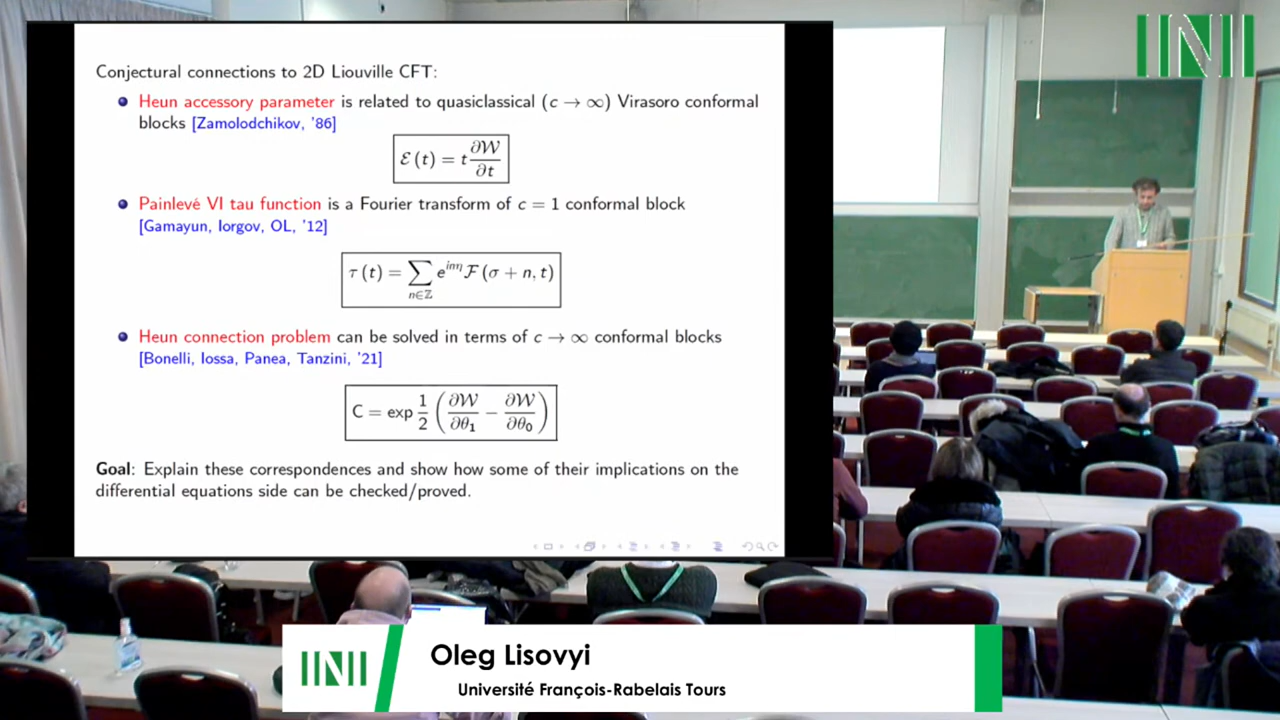 Conjectural connections to 2D Liouville CFT:
Heun accessory parameter is related to quasiclassical (c → ∞) Virasoro conformal
blocks [Zamolodchikov, '86]
ℰ(t) = t ∂𝒲/∂t
Painlevé VI tau function is a Fourier transform of c = 1 conformal block
[Gamayun, Iorgov, OL, '12]
τ(t) = ∑_{n∈ℤ} e^{inη} ℱ(σ + n, t)
Heun connection problem can be solved in terms of c → ∞ conformal blocks
[Bonelli, Iossa, Panea, Tanzini, '21]
C = exp 1/2 (∂𝒲/∂θ₁ − ∂𝒲/∂θ₀)
Goal: Explain these correspondences and show how some of their implications on the
differential equations side can be checked/proved.
INI
INI
Oleg Lisovyi
Université François-Rabelais Tours